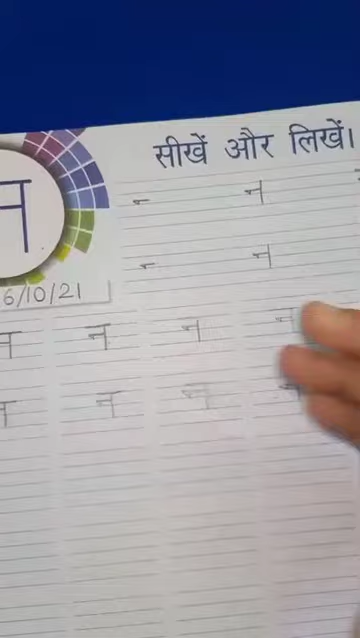 सीखें और लिखें।
न
न
न
6/10/21
न न न न
न न न न